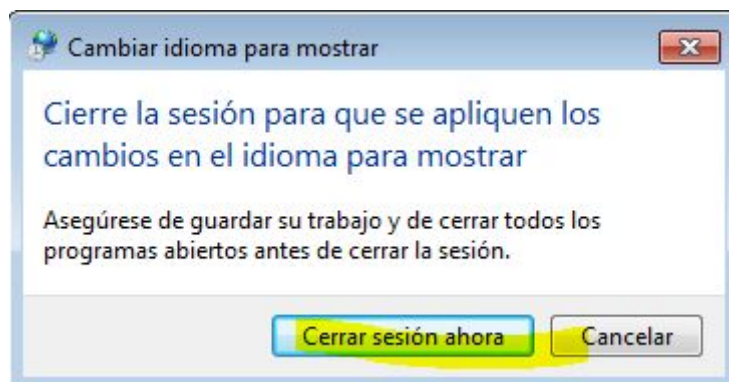 Cambiar idioma para mostrar
Cierre la sesión para que se apliquen los
cambios en el idioma para mostrar
Asegúrese de guardar su trabajo y de cerrar todos los
programas abiertos antes de cerrar la sesión.
Cerrar sesión ahora
Cancelar